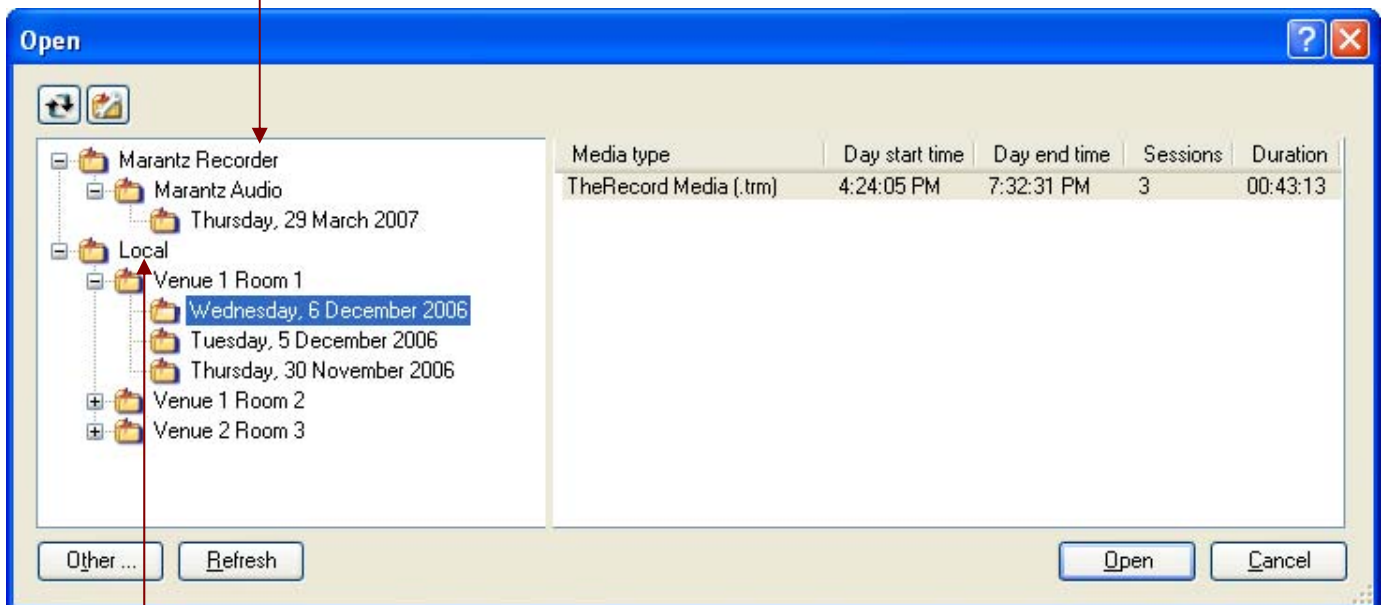 Open
Marantz Recorder
Marantz Audio
Thursday, 29 March 2007
Local
Venue 1 Room 1
Wednesday, 6 December 2006
Tuesday, 5 December 2006
Thursday, 30 November 2006
Venue 1 Room 2
Venue 2 Room 3
Media type Day start time Day end time Sessions Duration
TheRecord Media (.trm) 4:24:05 PM 7:32:31 PM 3 00:43:13
Other ... Refresh Open Cancel